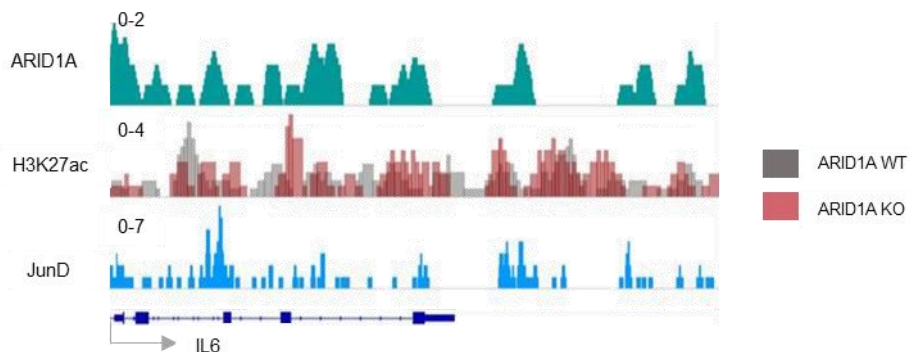 0-2
ARID1A
0-4
H3K27ac
ARID1A WT
ARID1A KO
0-7
JunD
IL6